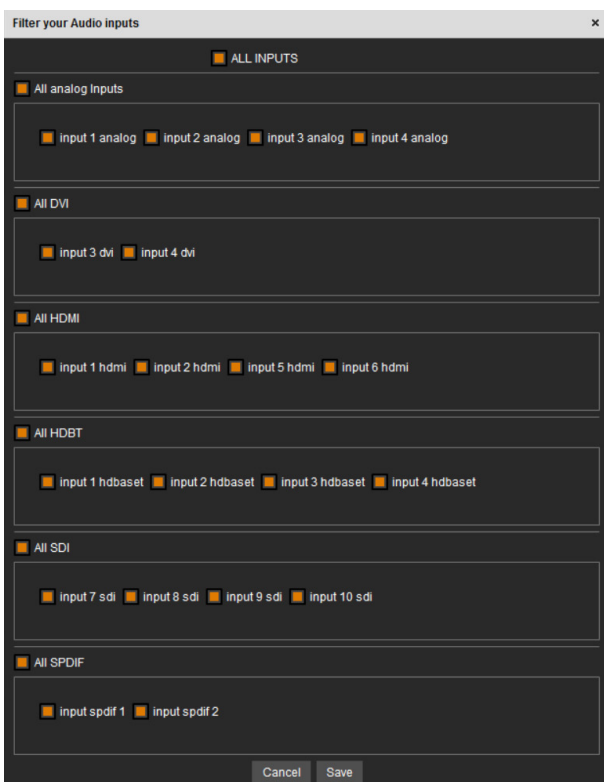 Filter your Audio inputs x
ALL INPUTS
All analog Inputs
input 1 analog input 2 analog input 3 analog input 4 analog
All DVI
input 3 dvi input 4 dvi
All HDMI
input 1 hdmi input 2 hdmi input 5 hdmi input 6 hdmi
All HDBT
input 1 hdbaset input 2 hdbaset input 3 hdbaset input 4 hdbaset
All SDI
input 7 sdi input 8 sdi input 9 sdi input 10 sdi
All SPDIF
input spdif 1 input spdif 2
Cancel Save